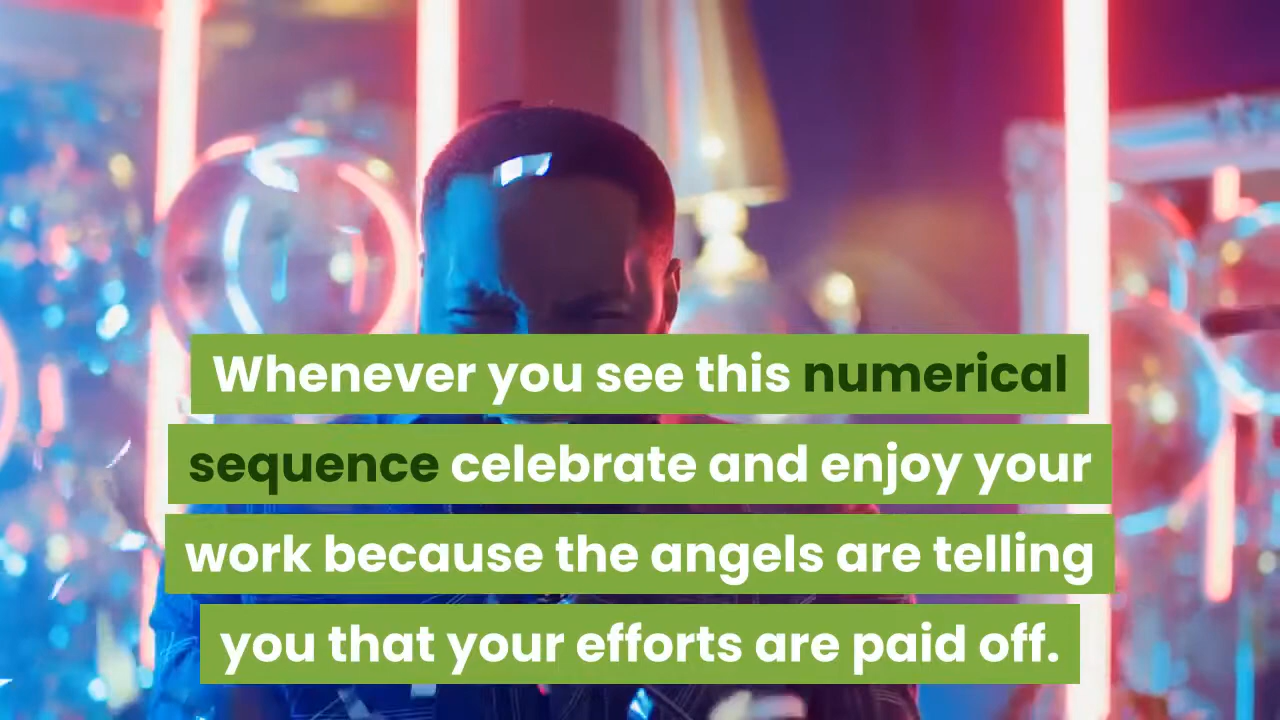 Whenever you see this numerical
sequence celebrate and enjoy your
work because the angels are telling
you that your efforts are paid off.